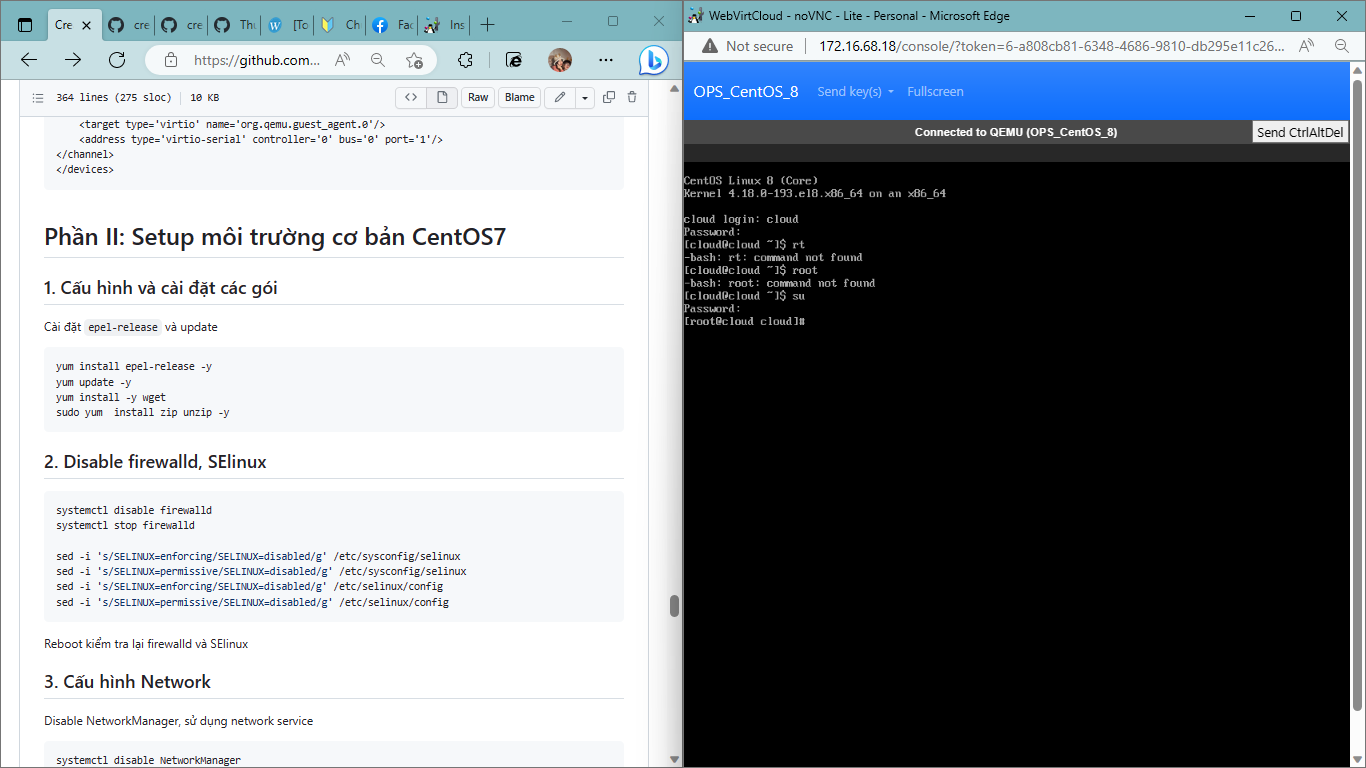 Cre
cre
cre
Thu
[To
Ch
Fac
Ins
https://github.com...
364 lines (275 sloc)
10 KB
Raw
Blame
<target type='virtio' name='org.qemu.guest_agent.0'/>
<address type='virtio-serial' controller='0' bus='0' port='1'/>
</channel>
</devices>
Phần II: Setup môi trường cơ bản CentOS7
1. Cấu hình và cài đặt các gói
Cài đặt epel-release và update
yum install epel-release -y
yum update -y
yum install -y wget
sudo yum  install zip unzip -y
2. Disable firewalld, SElinux
systemctl disable firewalld
systemctl stop firewalld
sed -i 's/SELINUX=enforcing/SELINUX=disabled/g' /etc/sysconfig/selinux
sed -i 's/SELINUX=permissive/SELINUX=disabled/g' /etc/sysconfig/selinux
sed -i 's/SELINUX=enforcing/SELINUX=disabled/g' /etc/selinux/config
sed -i 's/SELINUX=permissive/SELINUX=disabled/g' /etc/selinux/config
Reboot kiểm tra lại firewalld và SElinux
3. Cấu hình Network
Disable NetworkManager, sử dụng network service
systemctl disable NetworkManager
WebVirtCloud - noVNC - Lite - Personal - Microsoft Edge
Not secure
172.16.68.18/console/?token=6-a808cb81-6348-4686-9810-db295e11c26...
OPS_CentOS_8
Send key(s)
Fullscreen
Connected to QEMU (OPS_CentOS_8)
Send CtrlAltDel
CentOS Linux 8 (Core)
Kernel 4.18.0-193.el8.x86_64 on an x86_64
cloud login: cloud
Password:
[cloud@cloud ~]$ rt
-bash: rt: command not found
[cloud@cloud ~]$ root
-bash: root: command not found
[cloud@cloud ~]$ su
Password:
[root@cloud cloud]#